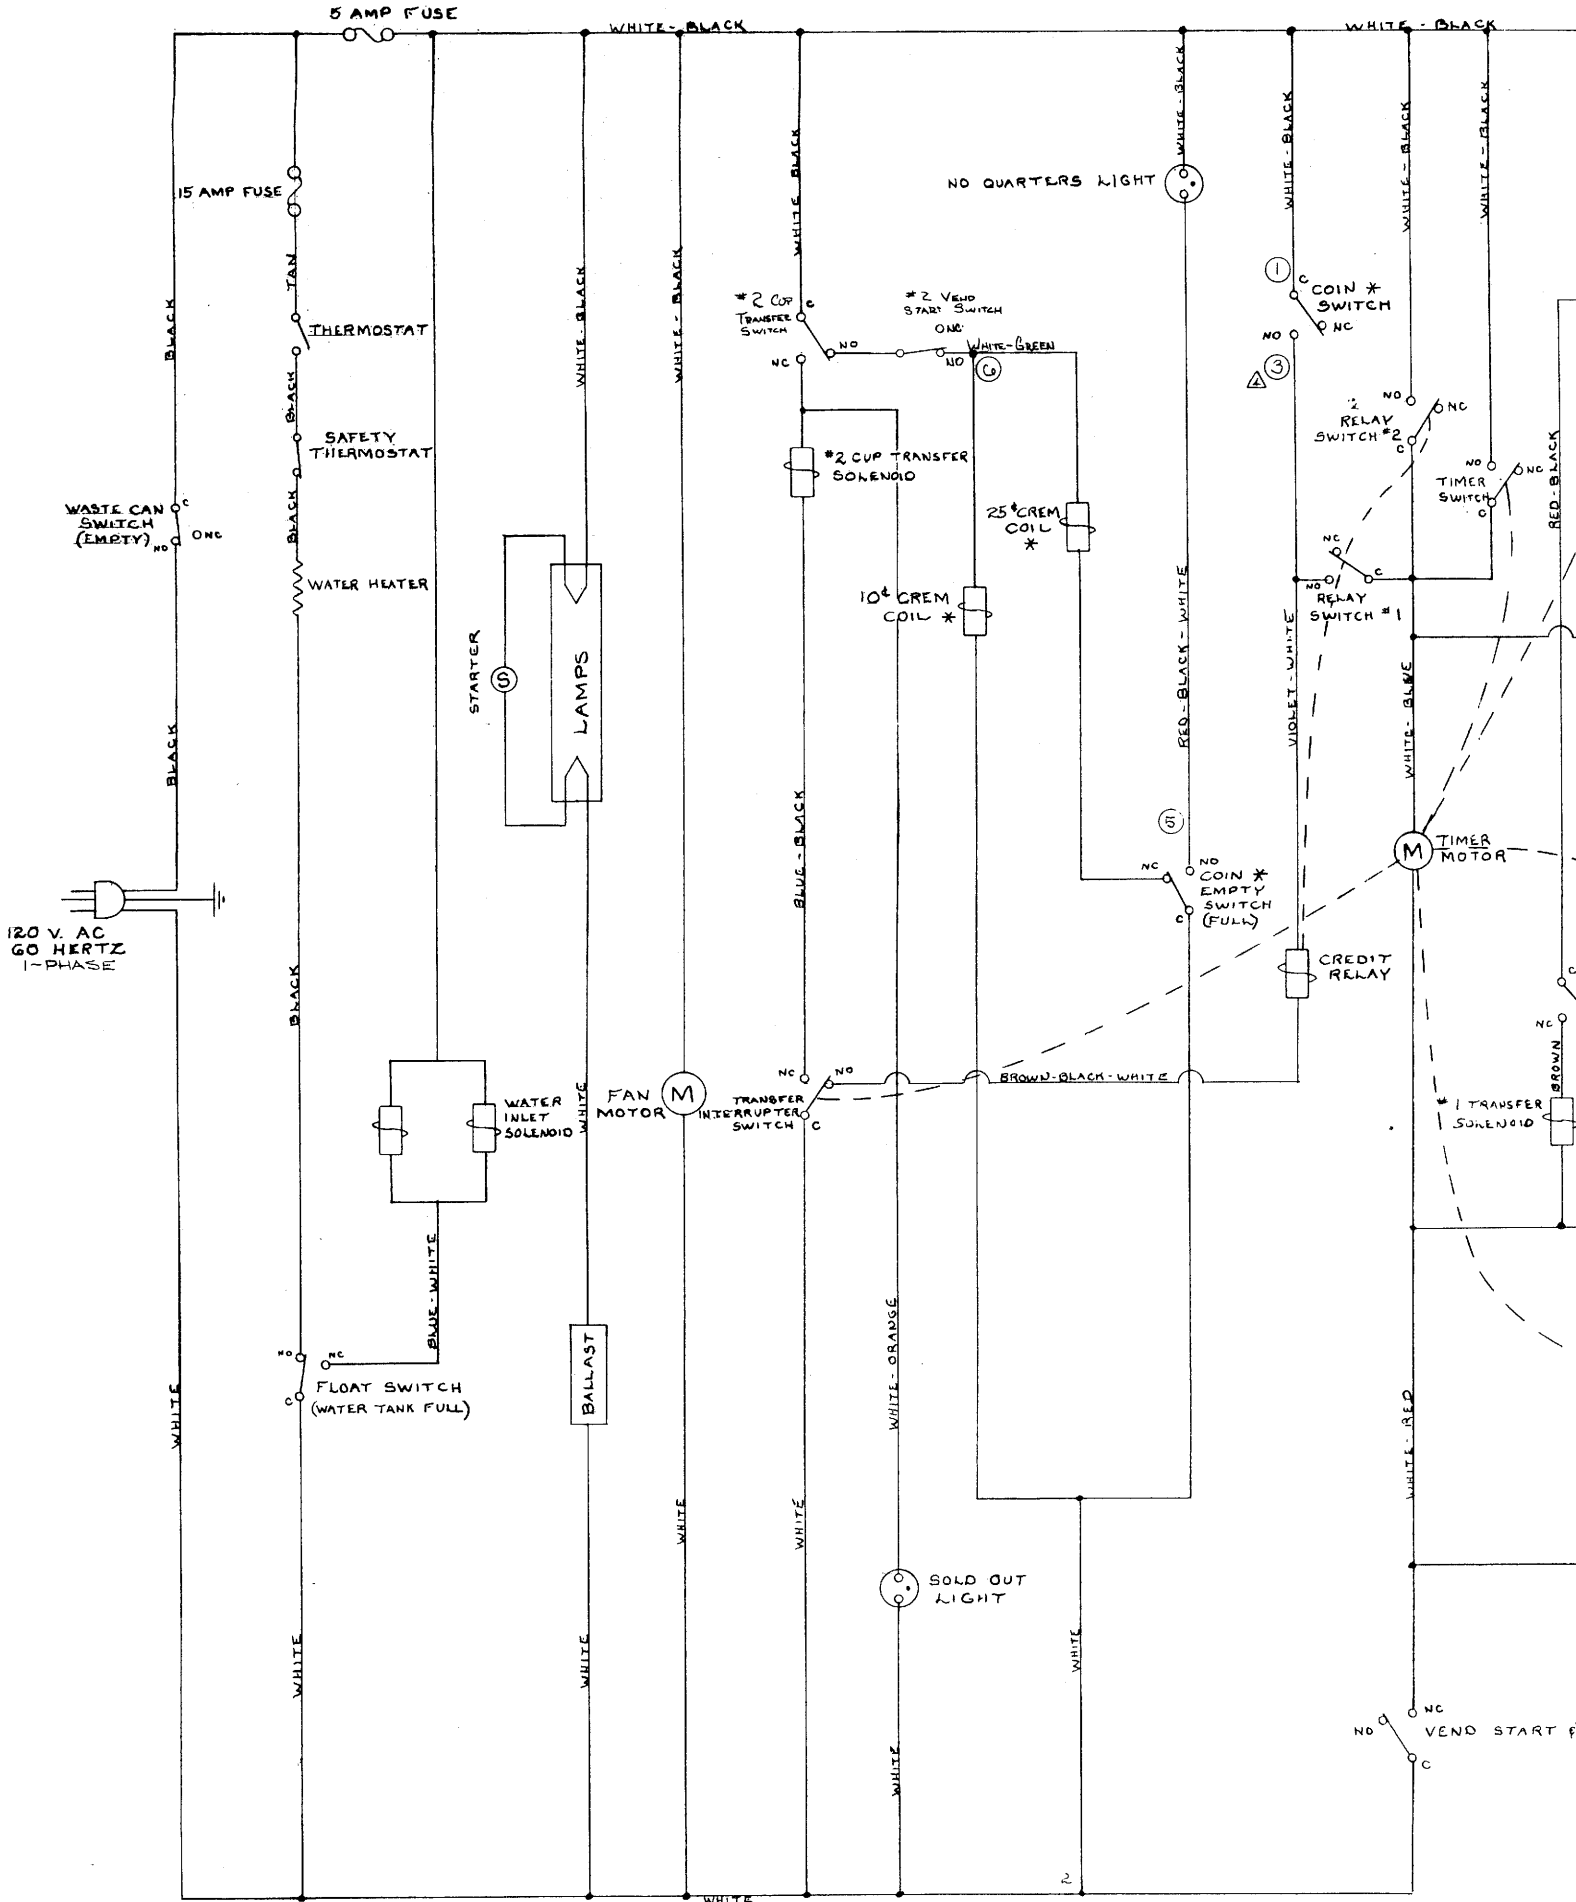 5 AMP FUSE
WHITE - BLACK
WHITE - BLACK
WHITE-BLACK
WHITE-BLACK
WHITE-BLACK
WHITE-BLACK
WHITE BLACK
15 AMP FUSE
TAN
NO QUARTERS LIGHT
BLACK
WHITE-BLACK
WHITE-BLACK
1
C
COIN *
SWITCH
NC
NO
4
3
#2 CUP
TRANSFER
SWITCH
C
NO
NC
#2 VEND
START SWITCH
NC
NO
WHITE-GREEN
6
THERMOSTAT
BLACK
SAFETY
THERMOSTAT
BLACK
WATER HEATER
WASTE CAN
SWITCH
(EMPTY)
C
NO
NC
#2 CUP TRANSFER
SOLENOID
25¢ CREM
COIL
*
10¢ CREM
COIL *
NO
NC
2
RELAY
SWITCH #2
C
NO
NC
TIMER
SWITCH
C
RED-BLACK
NC
C
NO
RELAY
SWITCH #1
STARTER
S
LAMPS
RED-BLACK-WHITE
VIOLET-WHITE
WHITE-BLUE
BLACK
BLUE-BLACK
5
M
TIMER
MOTOR
NC
NO
COIN *
EMPTY
SWITCH
(FULL)
C
120 V. AC
60 HERTZ
1-PHASE
BLACK
CREDIT
RELAY
C
NC
BROWN
#1 TRANSFER
SOLENOID
WATER
INLET
SOLENOID
WHITE
FAN
MOTOR
M
NC
NO
TRANSFER
INTERRUPTER
SWITCH
C
BROWN-BLACK-WHITE
BLUE-WHITE
NO
NC
C
FLOAT SWITCH
(WATER TANK FULL)
BALLAST
WHITE-ORANGE
WHITE
WHITE-RED
WHITE
WHITE
SOLD OUT
LIGHT
WHITE
WHITE
WHITE
WHITE
NO
NC
VEND START
C
2
WHITE